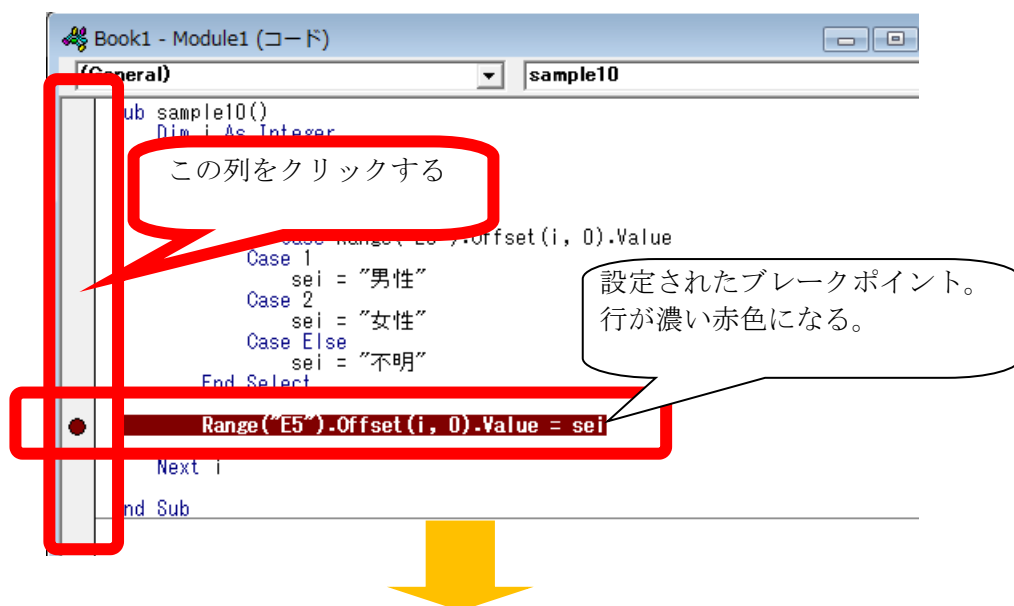 Book1 - Module1 (コード)
(General)
sample10
ub sample10()
Dim i As Integer
この列をクリックする
Case Range("E5").Offset(i, 0).Value
Case 1
sei = "男性"
Case 2
sei = "女性"
Case Else
sei = "不明"
End Select
設定されたブレークポイント。
行が濃い赤色になる。
Range("E5").Offset(i, 0).Value = sei
Next i
nd Sub